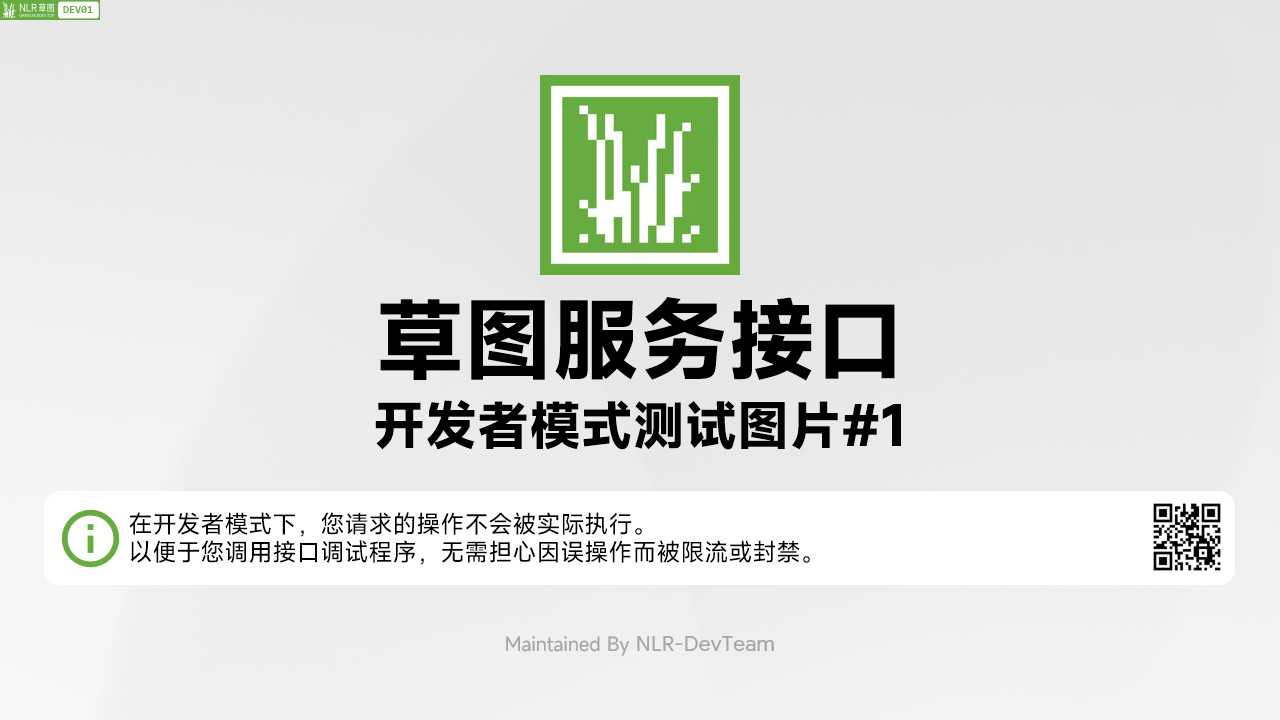 NLR草图 DEV01
草图服务接口
开发者模式测试图片#1
在开发者模式下，您请求的操作不会被实际执行。
以便于您调用接口调试程序，无需担心因误操作而被限流或封禁。
Maintained By NLR-DevTeam